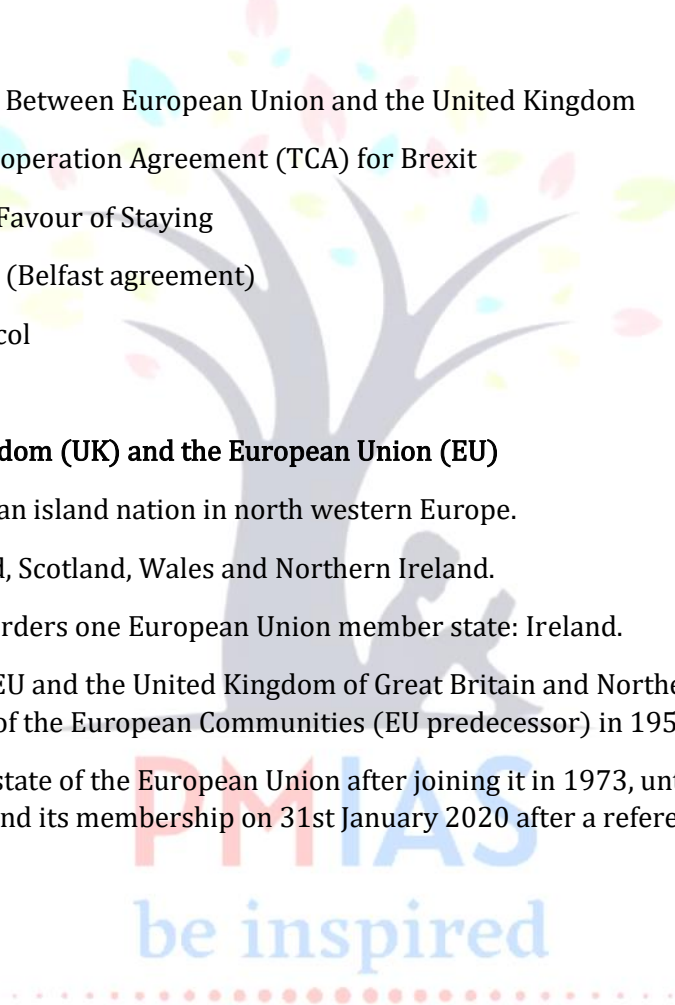 Between European Union and the United Kingdom
operation Agreement (TCA) for Brexit
Favour of Staying
(Belfast agreement)
col
dom (UK) and the European Union (EU)
an island nation in north western Europe.
, Scotland, Wales and Northern Ireland.
rders one European Union member state: Ireland.
EU and the United Kingdom of Great Britain and Northe
of the European Communities (EU predecessor) in 195
state of the European Union after joining it in 1973, unt
nd its membership on 31st January 2020 after a refere
PMIAS
be inspired